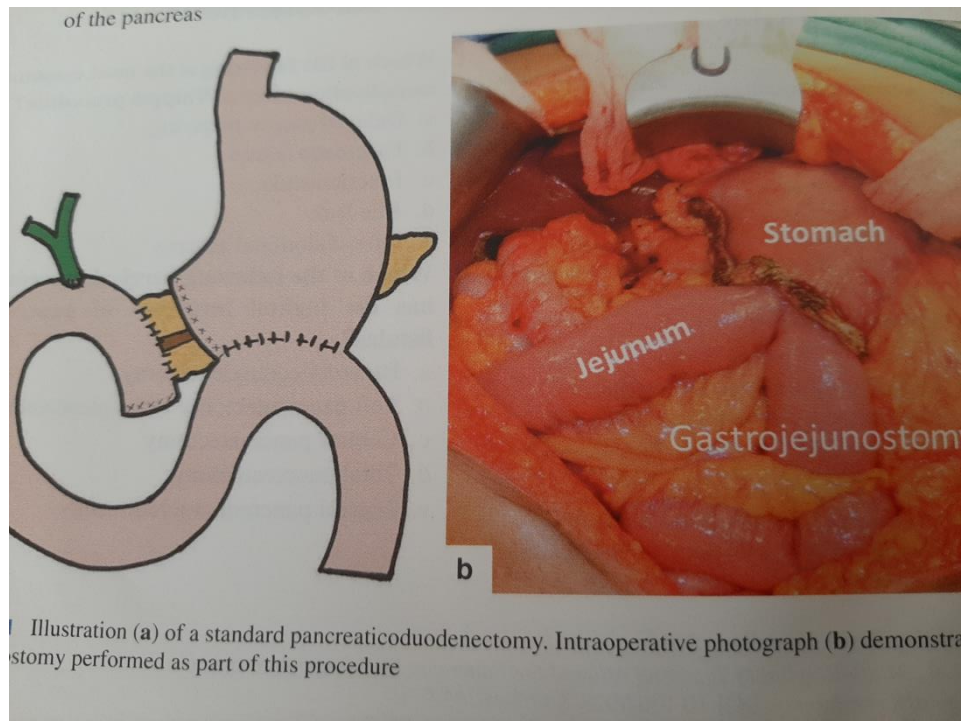 of the pancreas
Stomach
Jejunum
Gastrojejunostom
b
Illustration (a) of a standard pancreaticoduodenectomy. Intraoperative photograph (b) demonstra
ostomy performed as part of this procedure